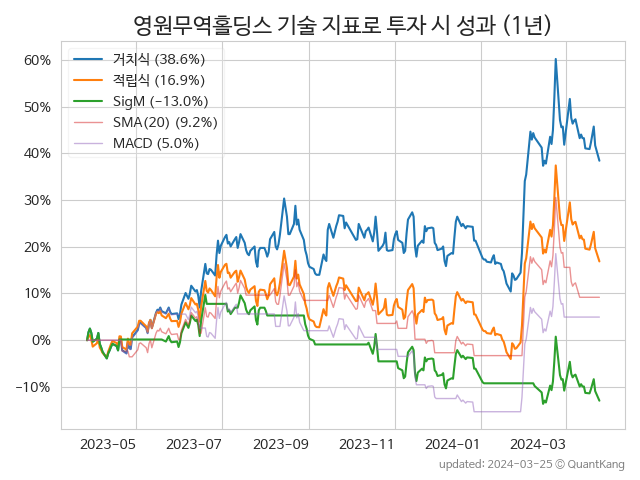 영원무역홀딩스 기술 지표로 투자 시 성과 (1년)
거치식 (38.6%)
적립식 (16.9%)
SigM (−13.0%)
SMA(20) (9.2%)
MACD (5.0%)
60%
50%
40%
30%
20%
10%
0%
−10%
2023-05 2023-07 2023-09 2023-11 2024-01 2024-03
updated: 2024-03-25 © QuantKang